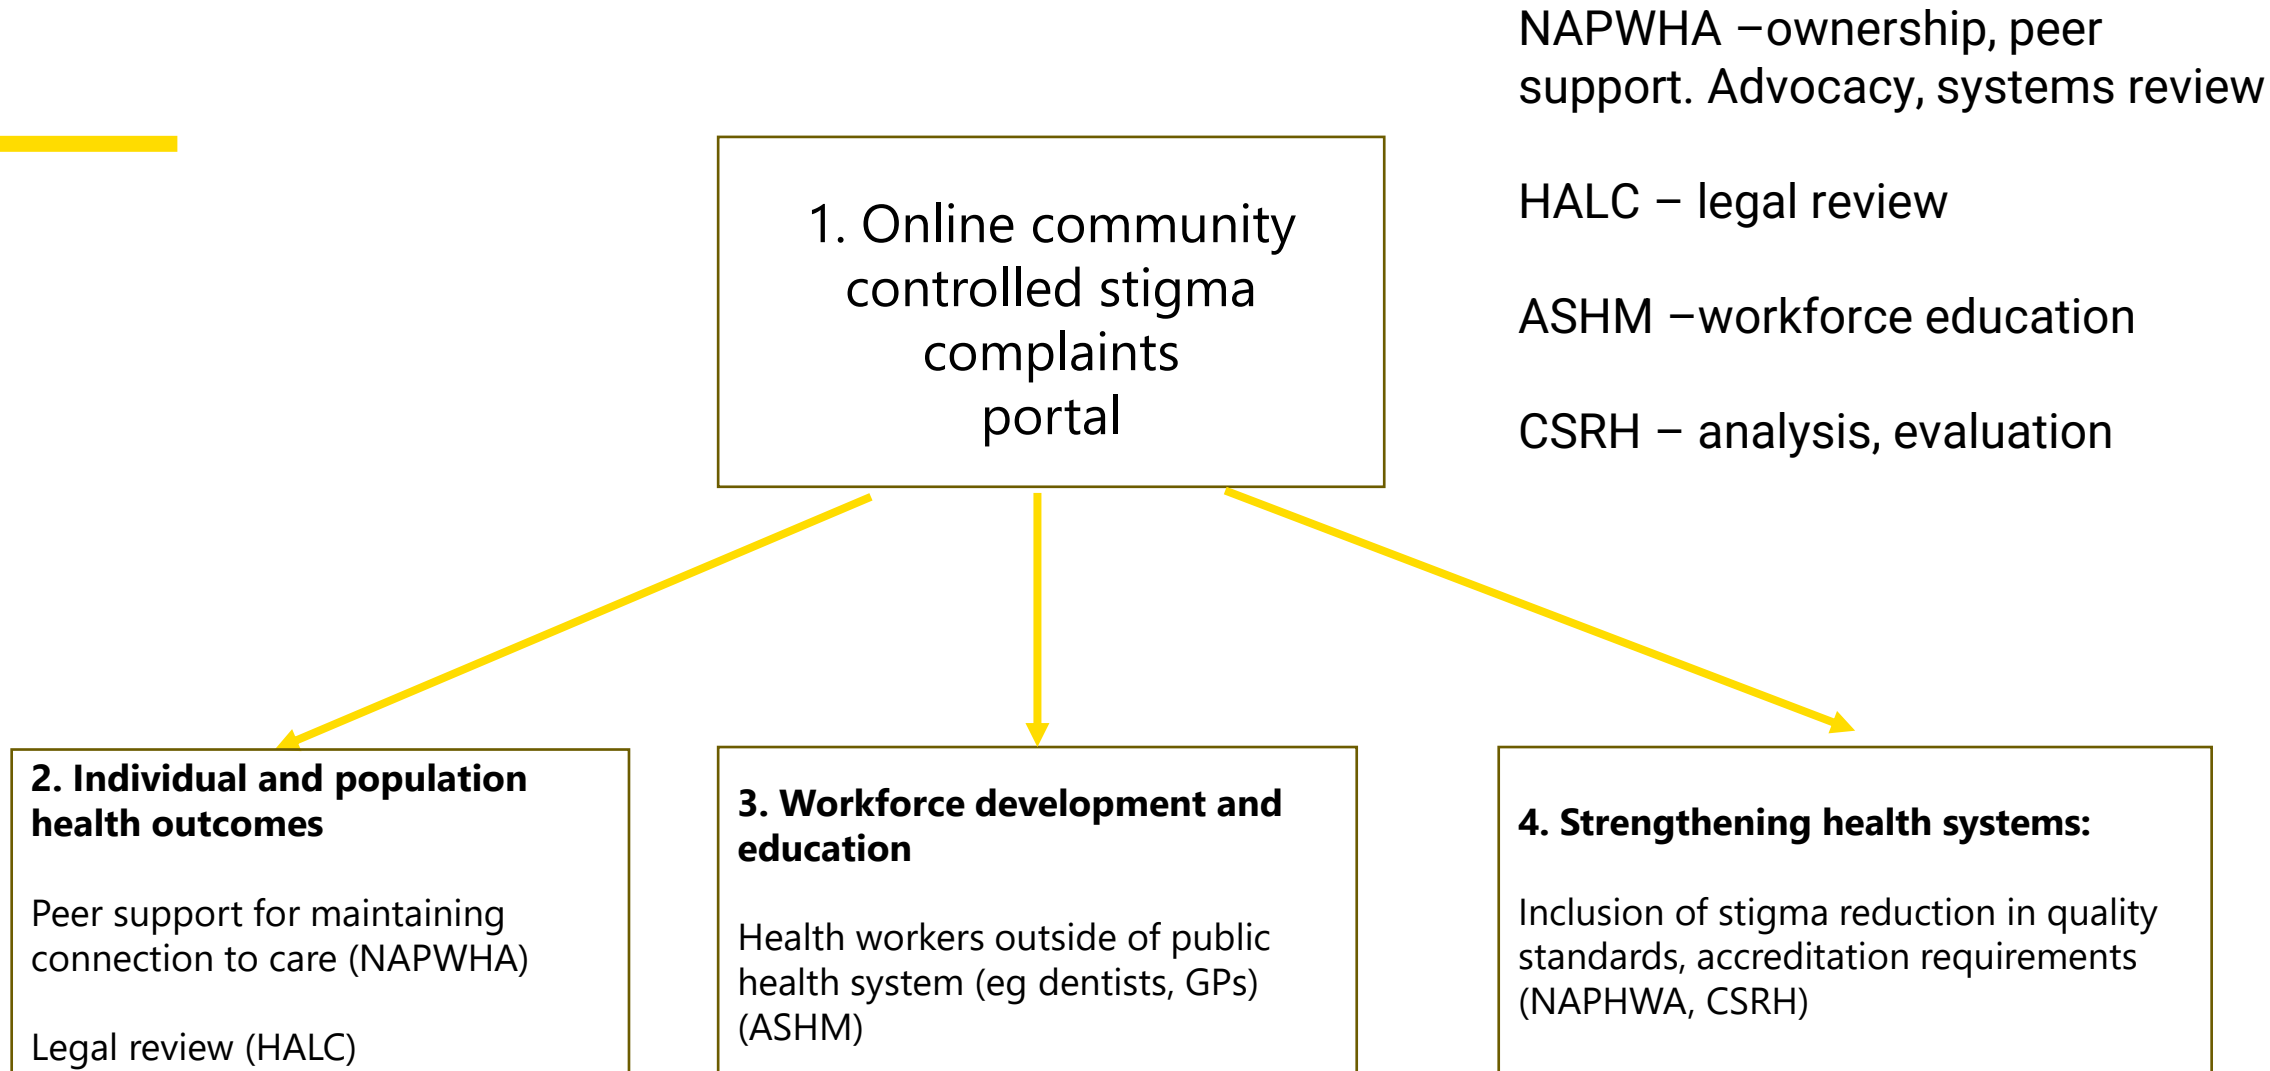 NAPWHA –ownership, peer
support. Advocacy, systems review
HALC – legal review
ASHM –workforce education
CSRH – analysis, evaluation
1. Online community
controlled stigma
complaints
portal
2. Individual and population
health outcomes
Peer support for maintaining
connection to care (NAPWHA)
Legal review (HALC)
3. Workforce development and
education
Health workers outside of public
health system (eg dentists, GPs)
(ASHM)
4. Strengthening health systems:
Inclusion of stigma reduction in quality
standards, accreditation requirements
(NAPHWA, CSRH)